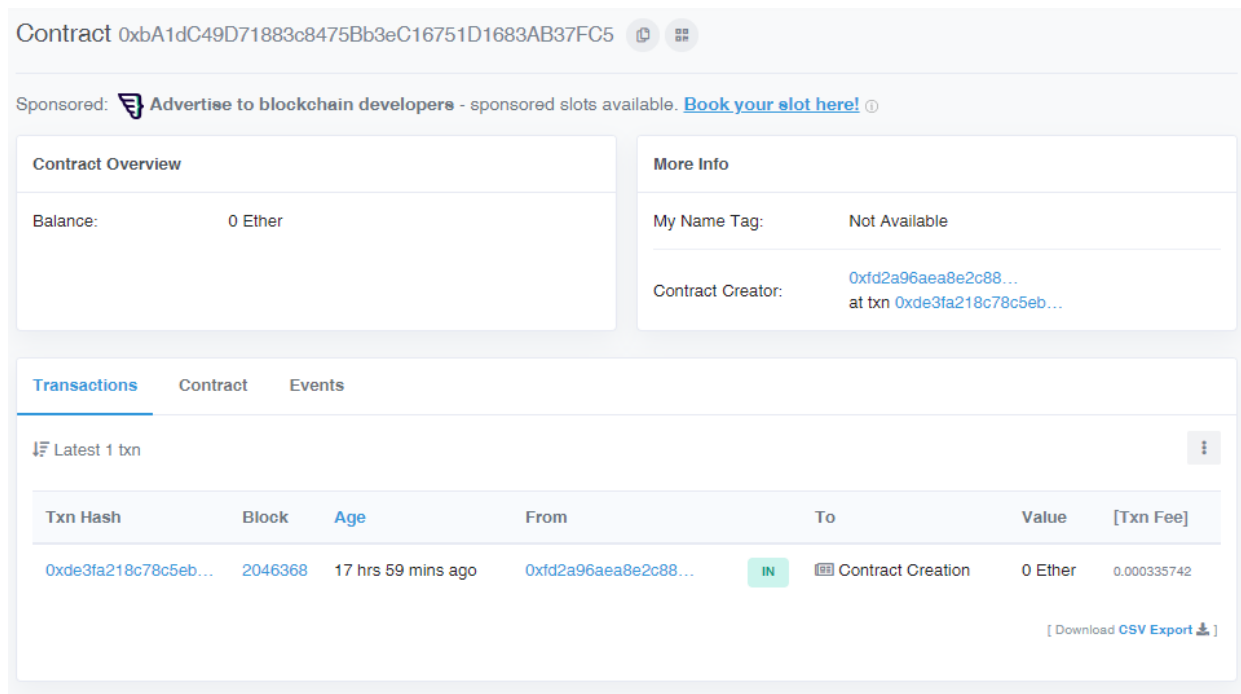 Contract 0xbA1dC49D71883c8475Bb3eC16751D1683AB37FC5
Sponsored: Advertise to blockchain developers - sponsored slots available. Book your slot here!
Contract Overview
Balance: 0 Ether
More Info
My Name Tag: Not Available
Contract Creator: 0xfd2a96aea8e2c88...
at txn 0xde3fa218c78c5eb...
Transactions Contract Events
Latest 1 txn
Txn Hash Block Age From To Value [Txn Fee]
0xde3fa218c78c5eb... 2046368 17 hrs 59 mins ago 0xfd2a96aea8e2c88... IN Contract Creation 0 Ether 0.000335742
[ Download CSV Export ]